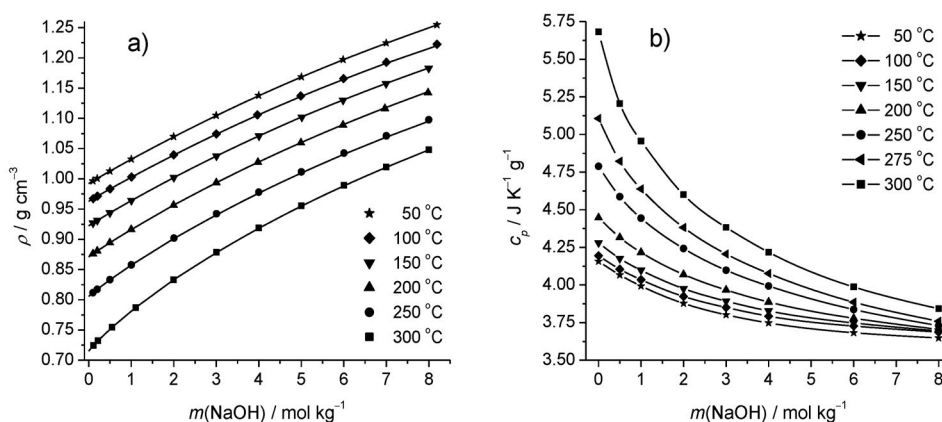 a)
1.25
1.20
1.15
1.10
1.05
1.00
0.95
0.90
0.85
0.80
0.75
0.70
ρ / g cm⁻³
0 1 2 3 4 5 6 7 8
m(NaOH) / mol kg⁻¹
50 °C
100 °C
150 °C
200 °C
250 °C
300 °C
b)
5.75
5.50
5.25
5.00
4.75
4.50
4.25
4.00
3.75
3.50
cₚ / J K⁻¹ g⁻¹
0 1 2 3 4 5 6 7 8
m(NaOH) / mol kg⁻¹
50 °C
100 °C
150 °C
200 °C
250 °C
275 °C
300 °C